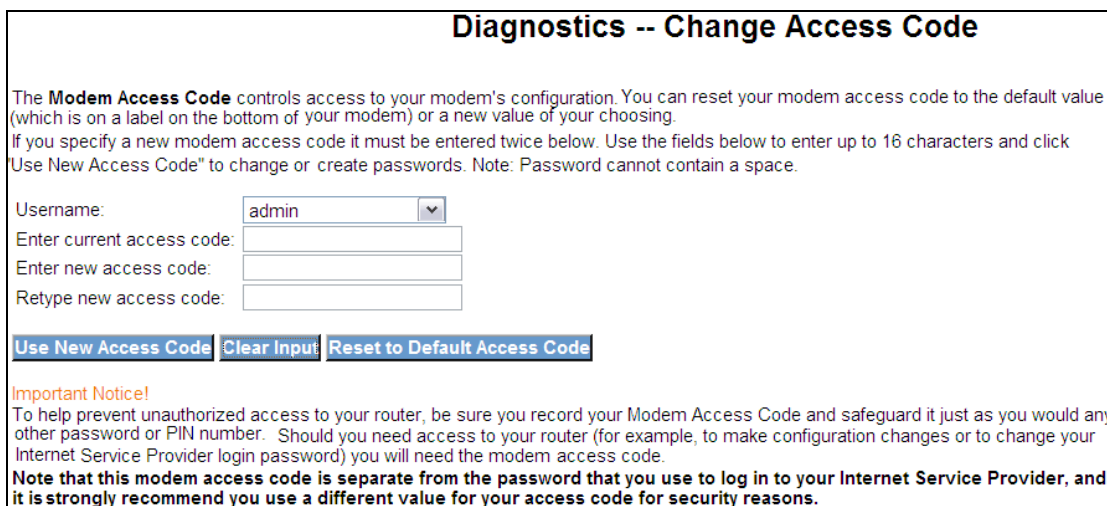 Diagnostics -- Change Access Code
The Modem Access Code controls access to your modem's configuration. You can reset your modem access code to the default value
(which is on a label on the bottom of your modem) or a new value of your choosing.
If you specify a new modem access code it must be entered twice below. Use the fields below to enter up to 16 characters and click
"Use New Access Code" to change or create passwords. Note: Password cannot contain a space.
Username: admin
Enter current access code:
Enter new access code:
Retype new access code:
Use New Access Code Clear Input Reset to Default Access Code
Important Notice!
To help prevent unauthorized access to your router, be sure you record your Modem Access Code and safeguard it just as you would any
other password or PIN number. Should you need access to your router (for example, to make configuration changes or to change your
Internet Service Provider login password) you will need the modem access code.
Note that this modem access code is separate from the password that you use to log in to your Internet Service Provider, and
it is strongly recommend you use a different value for your access code for security reasons.